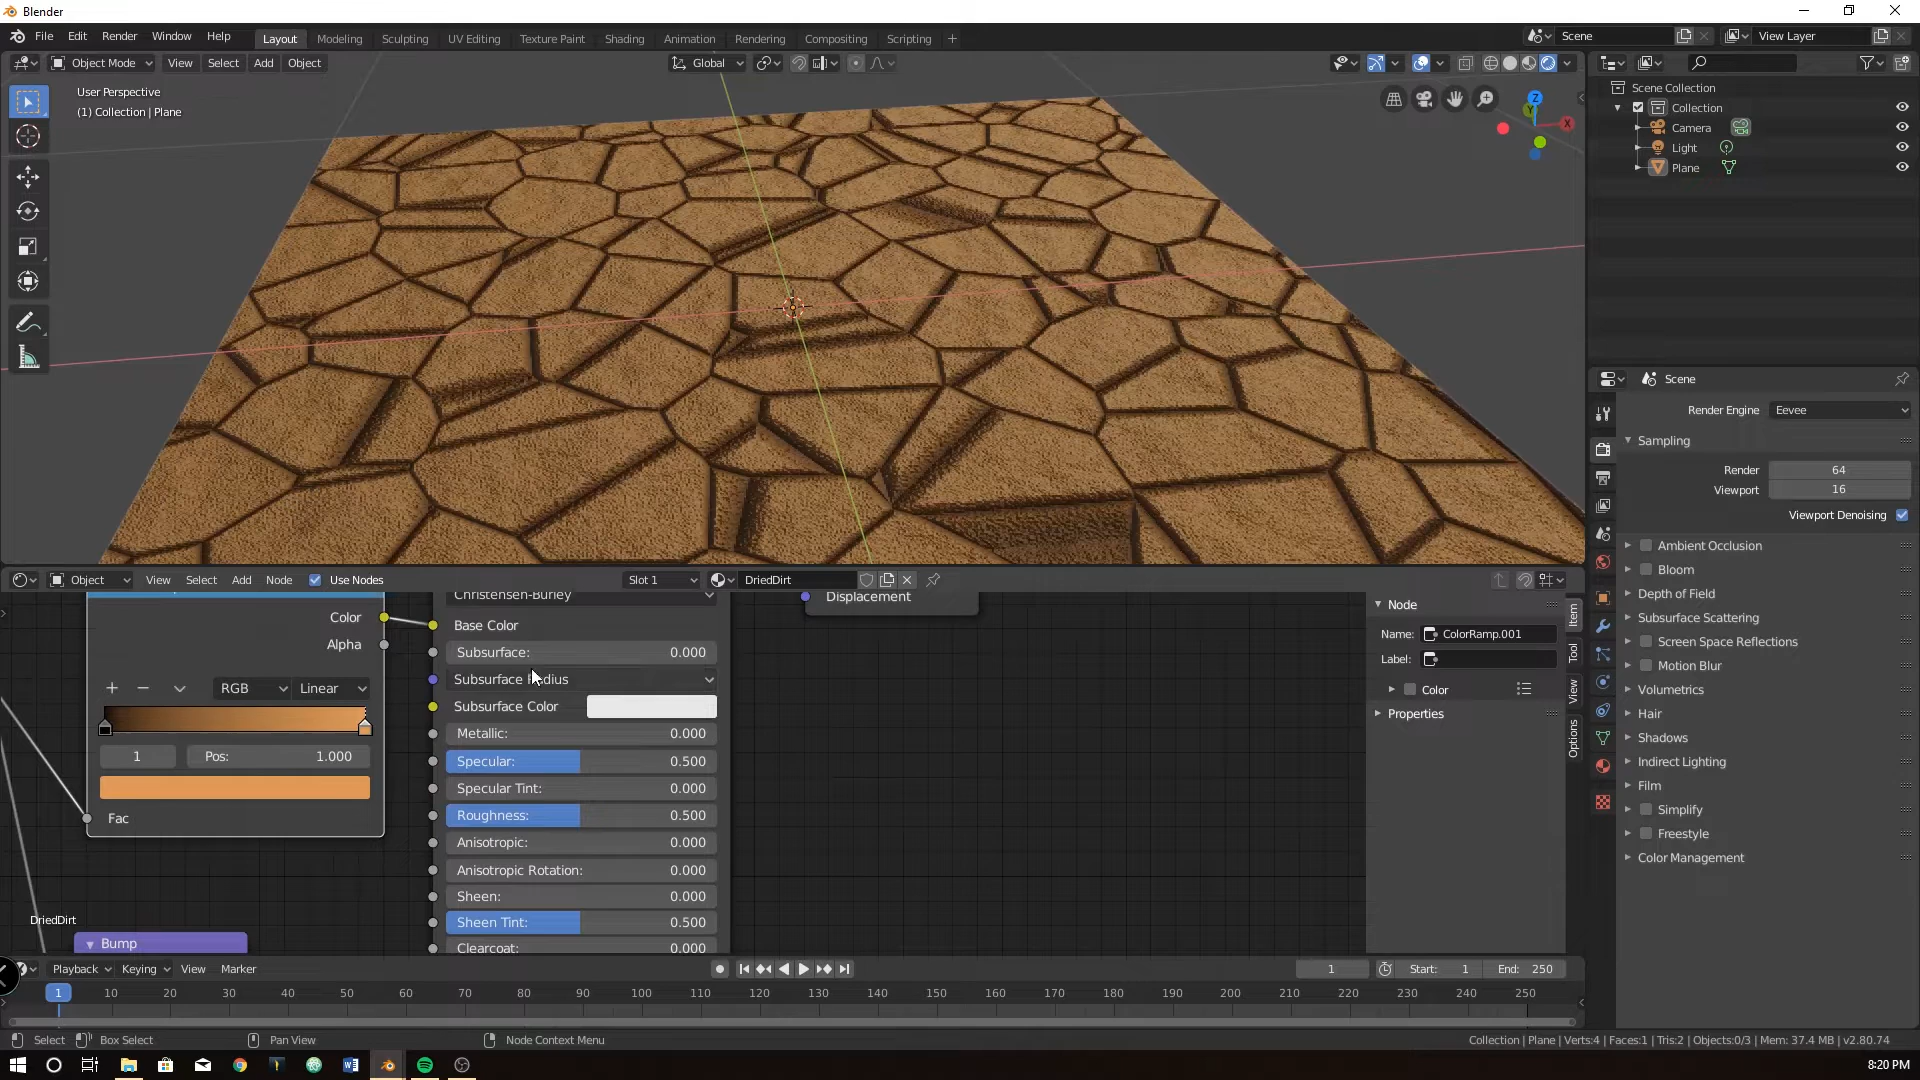 Blender
File Edit Render Window Help
Layout Modeling Sculpting UV Editing Texture Paint Shading Animation Rendering Compositing Scripting +
Scene
View Layer
Object Mode View Select Add Object
Global
User Perspective
(1) Collection | Plane
Z
Y
X
Scene Collection
Collection
Camera
Light
Plane
Scene
Render Engine Eevee
Sampling
Render 64
Viewport 16
Viewport Denoising
Ambient Occlusion
Bloom
Depth of Field
Subsurface Scattering
Screen Space Reflections
Motion Blur
Volumetrics
Hair
Shadows
Indirect Lighting
Film
Simplify
Freestyle
Color Management
Object View Select Add Node Use Nodes
Slot 1
DriedDirt
Color
Alpha
RGB Linear
1 Pos: 1.000
Fac
DriedDirt
Bump
Christensen-Burley
Base Color
Subsurface: 0.000
Subsurface Radius
Subsurface Color
Metallic: 0.000
Specular: 0.500
Specular Tint: 0.000
Roughness: 0.500
Anisotropic: 0.000
Anisotropic Rotation: 0.000
Sheen: 0.000
Sheen Tint: 0.500
Clearcoat: 0.000
Displacement
Node
Name: ColorRamp.001
Label:
Color
Properties
Item
Tool
View
Options
Playback Keying View Marker
1 Start: 1 End: 250
1 10 20 30 40 50 60 70 80 90 100 110 120 130 140 150 160 170 180 190 200 210 220 230 240 250
Select Box Select Pan View Node Context Menu
Collection | Plane | Verts:4 | Faces:1 | Tris:2 | Objects:0/3 | Mem: 37.4 MB | v2.80.74
8:20 PM